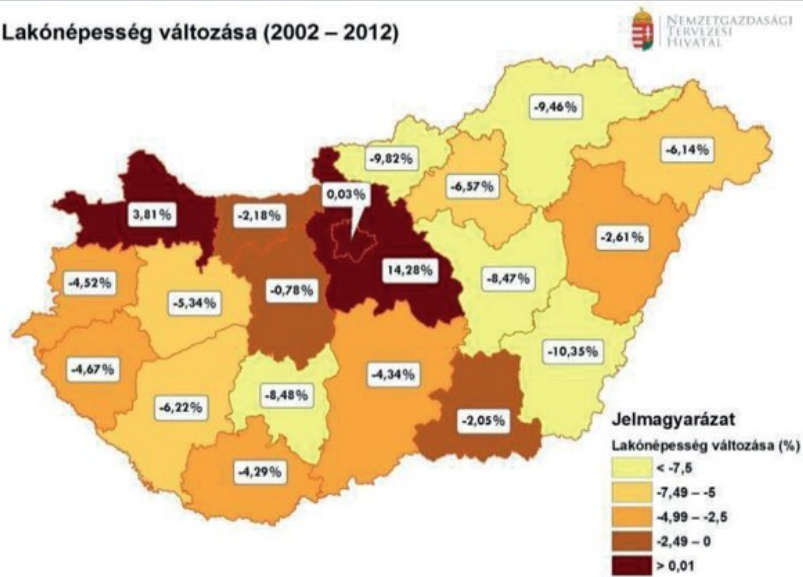 Lakónépesség változása (2002 – 2012)
NEMZETGAZDASÁGI
TERVEZÉSI
HIVATAL
-9,46%
-6,14%
-9,82%
-6,57%
0,03%
3,81%
-2,18%
-2,61%
14,28%
-8,47%
-4,52%
-5,34%
-0,78%
-10,35%
-4,67%
-4,34%
-8,48%
-6,22%
-2,05%
-4,29%
Jelmagyarázat
Lakónépesség változása (%)
< -7,5
-7,49 – -5
-4,99 – -2,5
-2,49 – 0
> 0,01